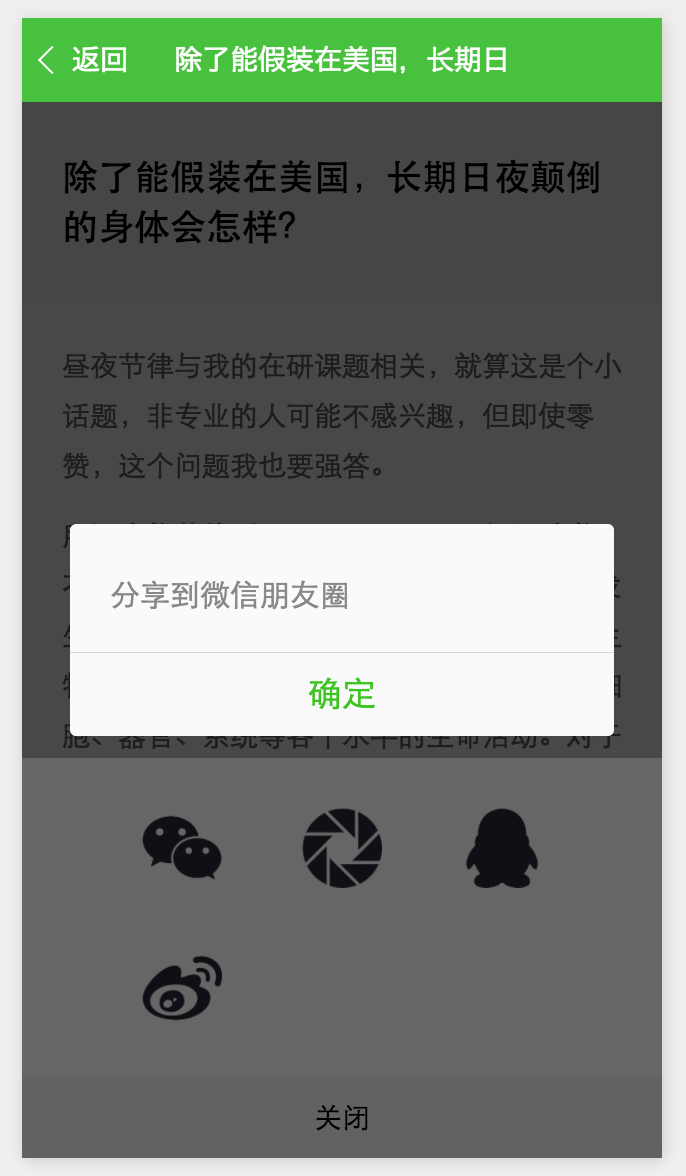 返回
除了能假装在美国，长期日
除了能假装在美国，长期日夜颠倒
的身体会怎样？
昼夜节律与我的在研课题相关，就算这是个小
话题，非专业的人可能不感兴趣，但即使零
赞，这个问题我也要强答。
分享到微信朋友圈
确定
胞、器官、系统等各个水平的生命活动。对于
关闭